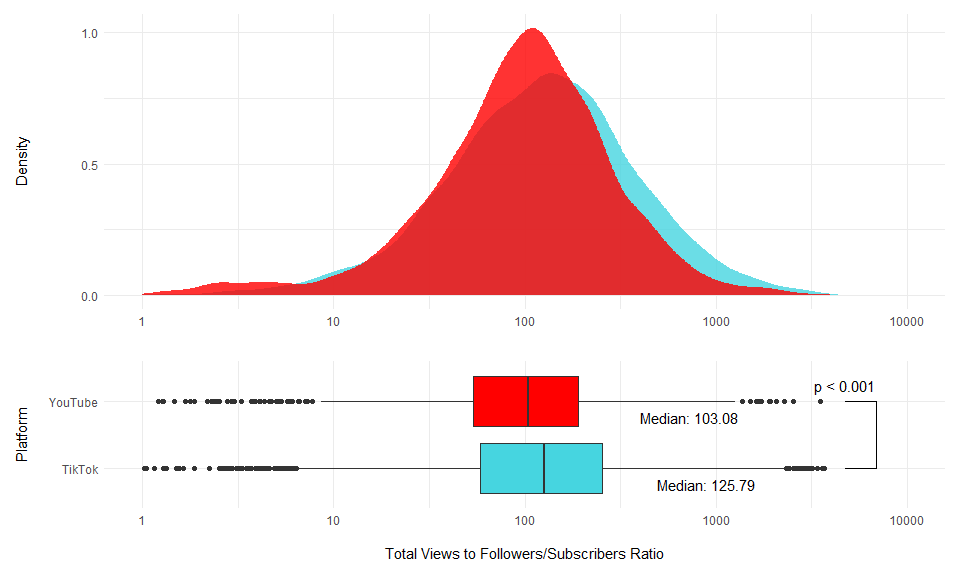 1.0
0.5
0.0
Density
1 10 100 1000 10000
p < 0.001
YouTube
Median: 103.08
Platform
TikTok
Median: 125.79
1 10 100 1000 10000
Total Views to Followers/Subscribers Ratio